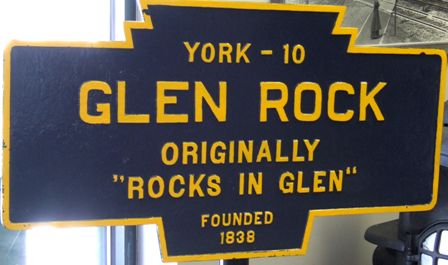 YORK - 10
GLEN ROCK
ORIGINALLY
"ROCKS IN GLEN"
FOUNDED
1838